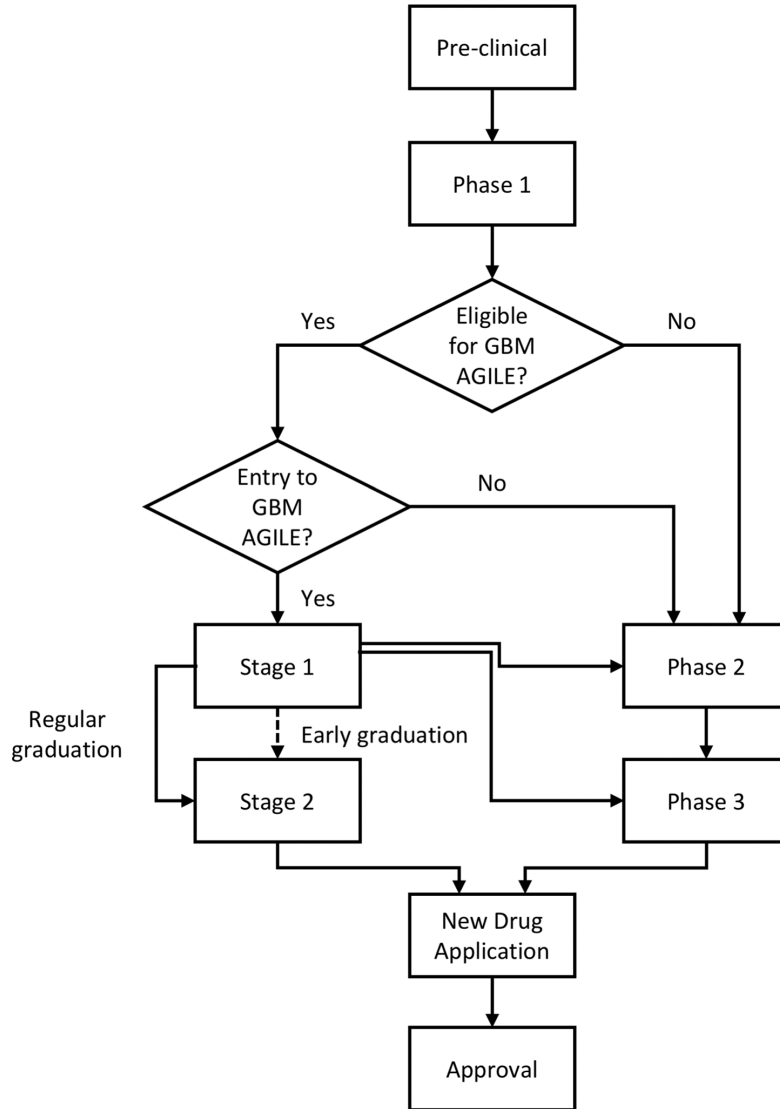 Pre-clinical
Phase 1
Eligible
for GBM
AGILE?
Yes
No
Entry to
GBM
AGILE?
No
Yes
Stage 1
Phase 2
Regular
graduation
Early graduation
Stage 2
Phase 3
New Drug
Application
Approval